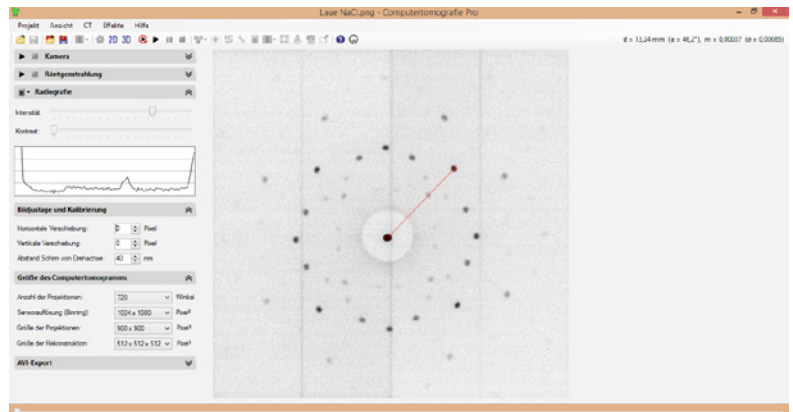 Laue NaCl.png - Computertomografie Pro
Projekt Ansicht CT Effekte Hilfe
2D 3D
d = 13,24 mm (α = 46,2°), m = 0,00037 (σ = 0,00085)
Kamera
Röntgenstrahlung
Radiografie
Intensität:
Kontrast:
Bildjustage und Kalibrierung
Horizontale Verschiebung: 0 Pixel
Vertikale Verschiebung: 0 Pixel
Abstand Schirm von Drehachse: 40 mm
Größe des Computertomogramms
Anzahl der Projektionen: 720 Winkel
Sensorauflösung (Binning): 1024 x 1080 Pixel²
Größe der Projektionen: 900 x 900 Pixel²
Größe der Rekonstruktion: 512 x 512 x 512 Pixel³
AVI-Export